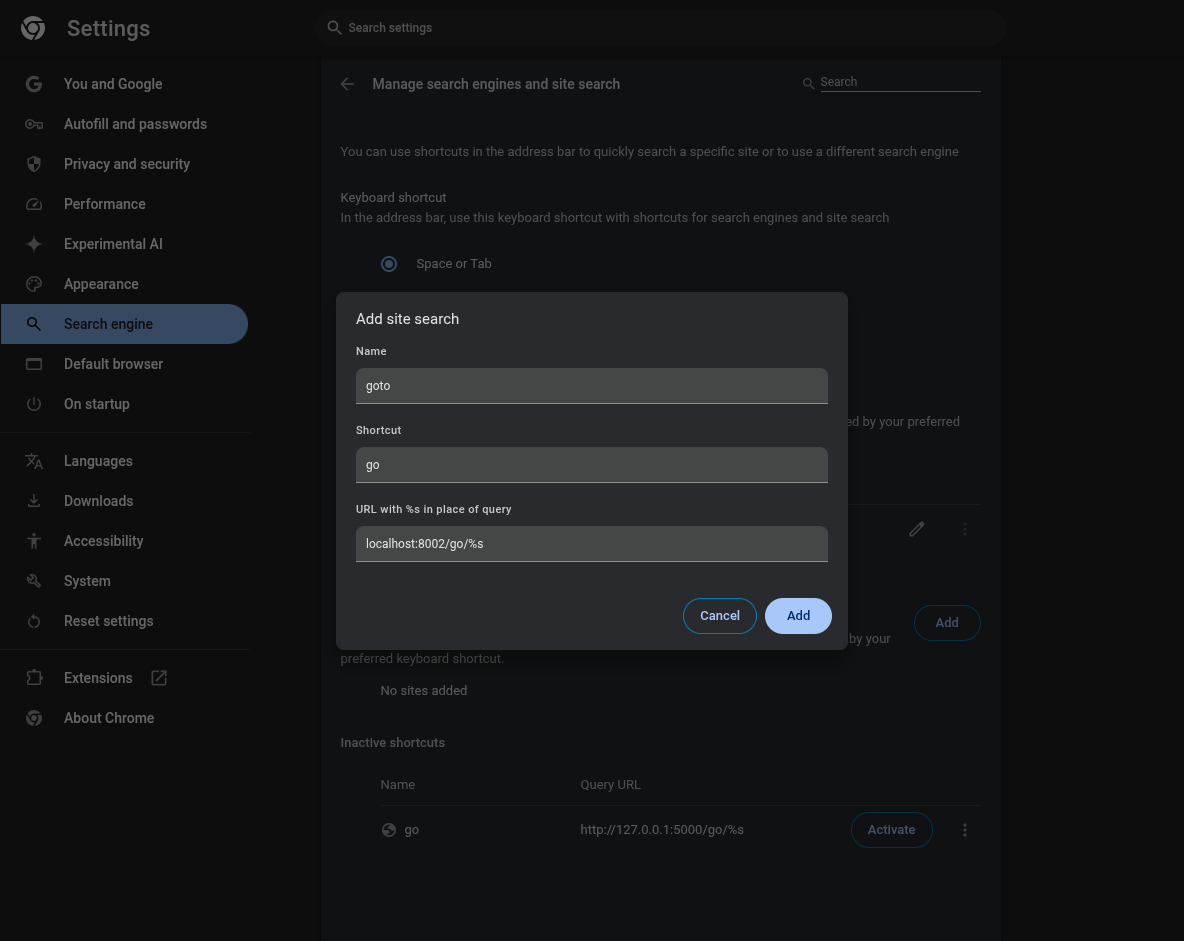 Settings
Search settings
You and Google
Autofill and passwords
Privacy and security
Performance
Experimental AI
Appearance
Search engine
Default browser
On startup
Languages
Downloads
Accessibility
System
Reset settings
Extensions
About Chrome
Manage search engines and site search
Search
You can use shortcuts in the address bar to quickly search a specific site or to use a different search engine
Keyboard shortcut
In the address bar, use this keyboard shortcut with shortcuts for search engines and site search
Space or Tab
Add site search
Name
goto
Shortcut
go
URL with %s in place of query
localhost:8002/go/%s
Cancel
Add
ed by your preferred
Add
by your
preferred keyboard shortcut.
No sites added
Inactive shortcuts
Name Query URL
go http://127.0.0.1:5000/go/%s Activate